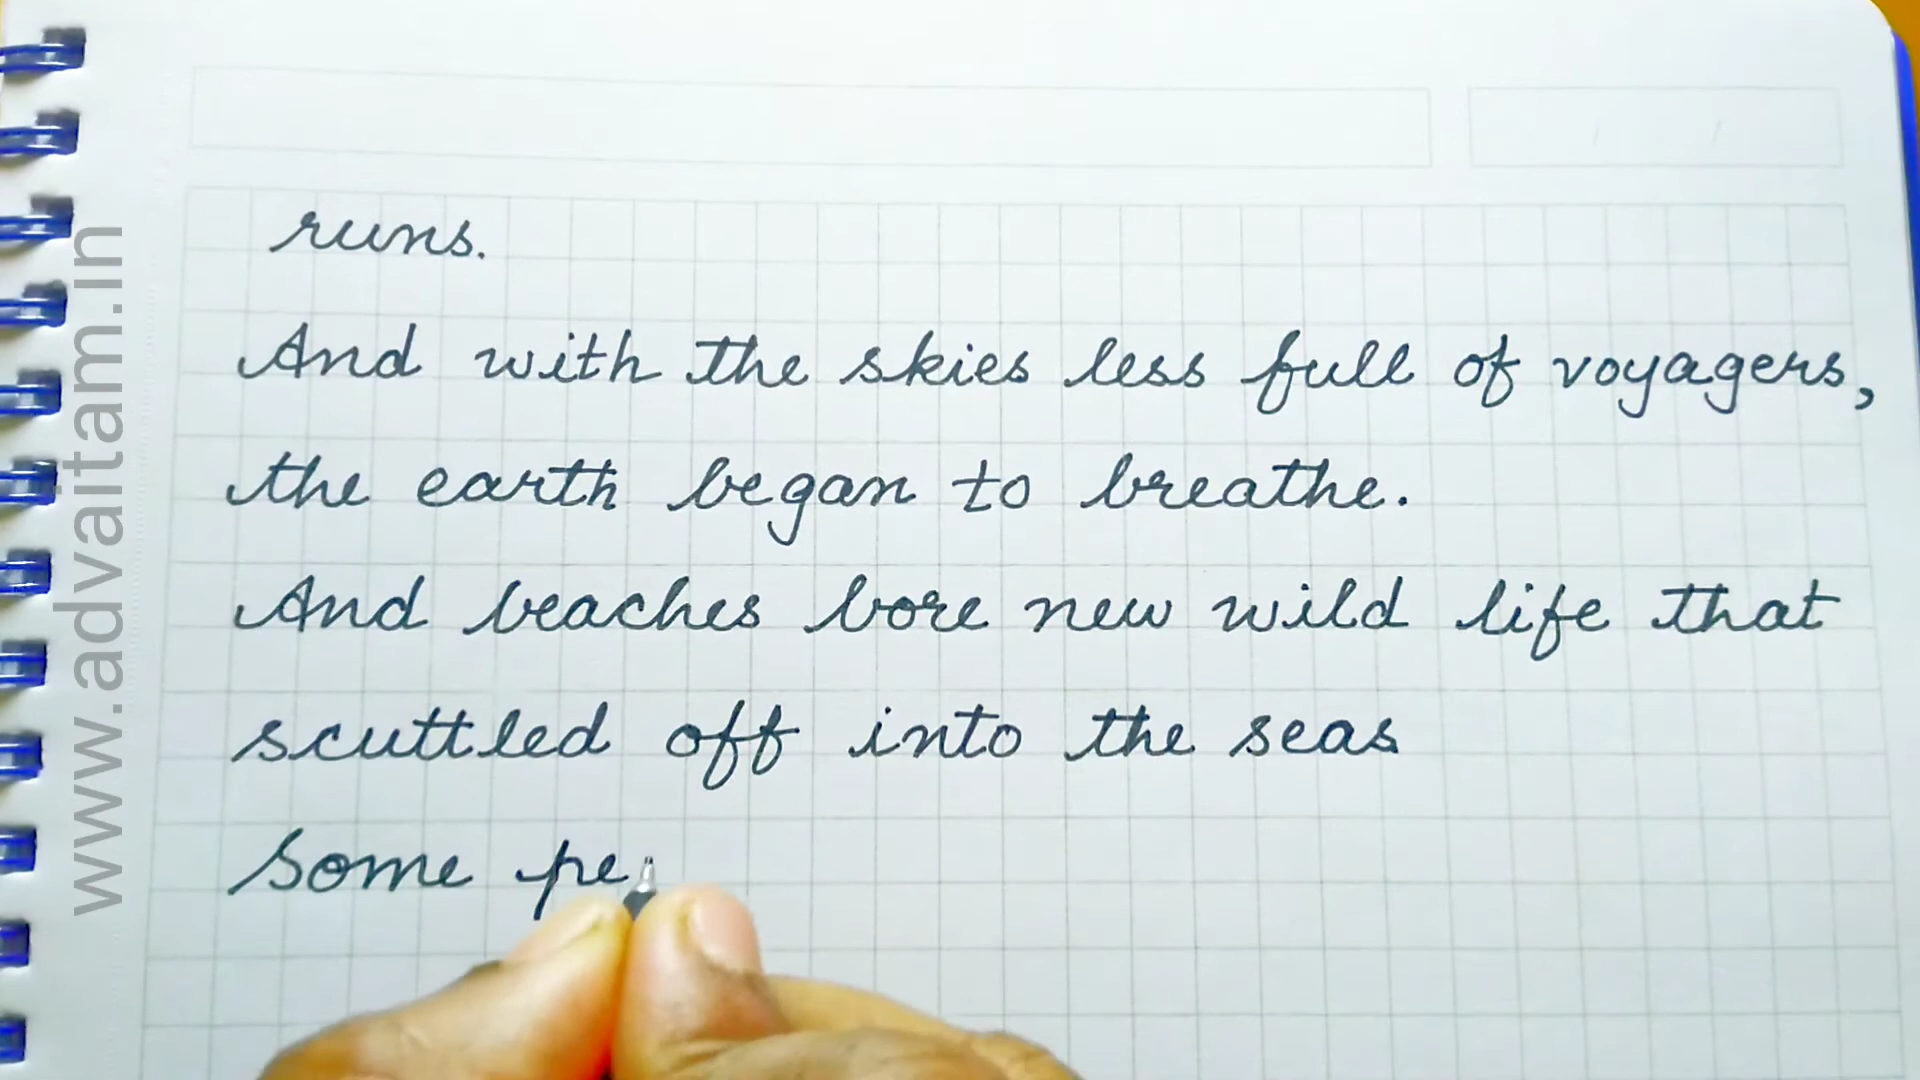 runs.
And with the skies less full of voyagers,
the earth began to breathe.
And beaches bore new wild life that
scuttled off into the seas
Some pe
www.advaitam.in